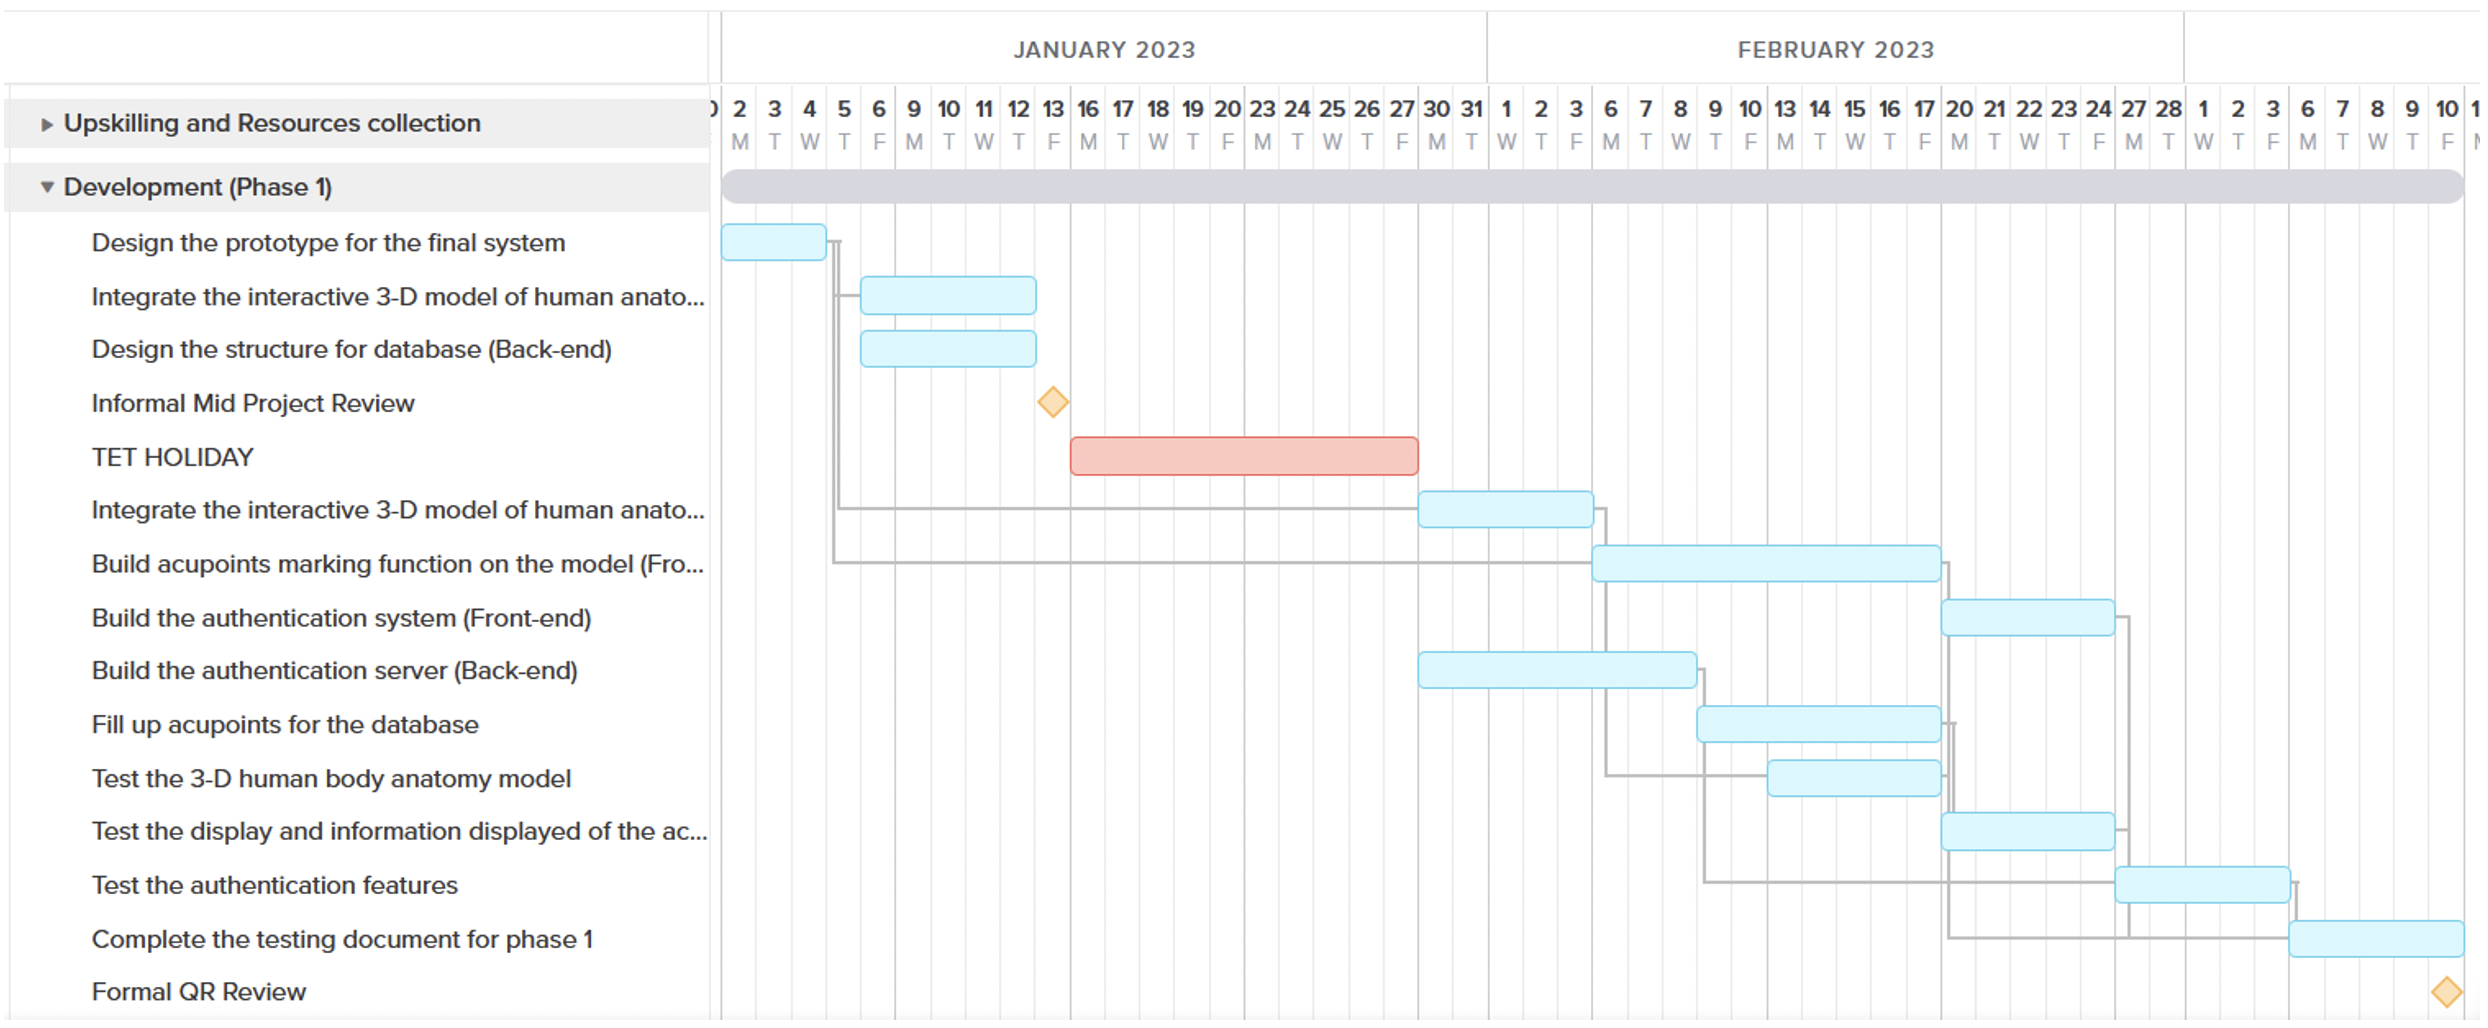 JANUARY 2023 FEBRUARY 2023
2 3 4 5 6 9 10 11 12 13 16 17 18 19 20 23 24 25 26 27 30 31 1 2 3 6 7 8 9 10 13 14 15 16 17 20 21 22 23 24 27 28 1 2 3 6 7 8 9 10
Upskilling and Resources collection
M T W T F M T W T F M T W T F M T W T F M T W T F M T W T F M T W T F M T W T F M T W T F M T W T F
Development (Phase 1)
Design the prototype for the final system
Integrate the interactive 3-D model of human anato...
Design the structure for database (Back-end)
Informal Mid Project Review
TET HOLIDAY
Integrate the interactive 3-D model of human anato...
Build acupoints marking function on the model (Fro...
Build the authentication system (Front-end)
Build the authentication server (Back-end)
Fill up acupoints for the database
Test the 3-D human body anatomy model
Test the display and information displayed of the ac...
Test the authentication features
Complete the testing document for phase 1
Formal QR Review